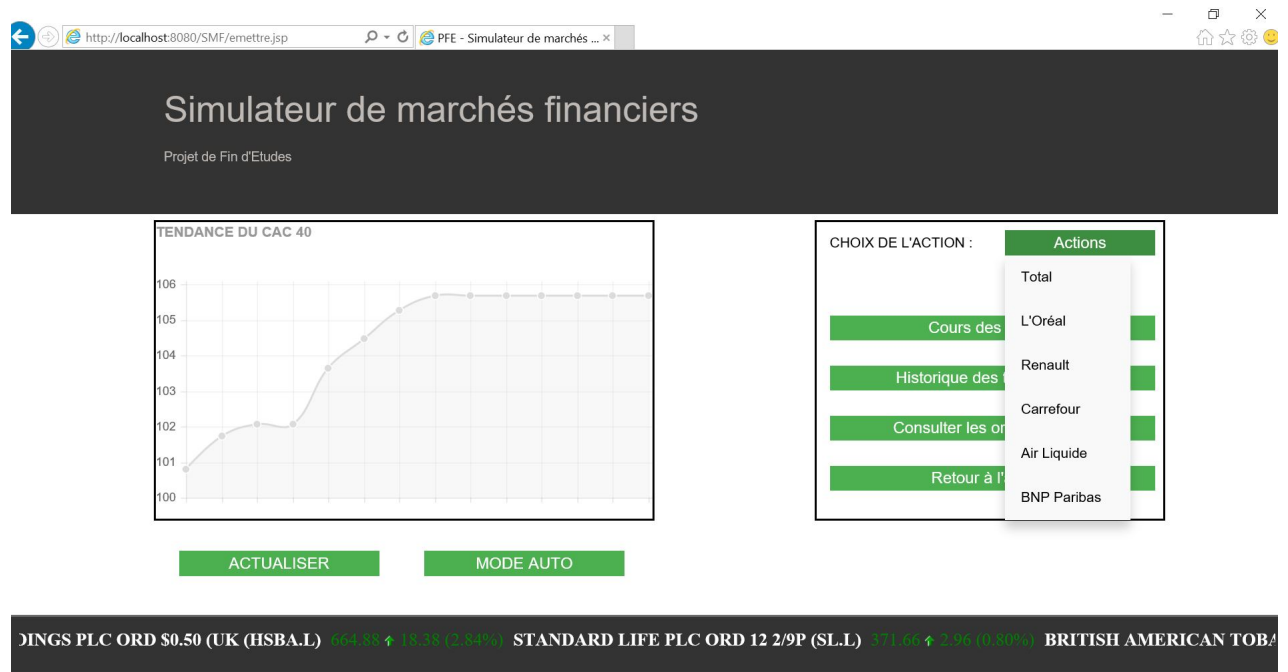 http://localhost:8080/SMF/emettre.jsp
PFE - Simulateur de marchés ...
Simulateur de marchés financiers
Projet de Fin d'Etudes
TENDANCE DU CAC 40
106
105
104
103
102
101
100
ACTUALISER
MODE AUTO
CHOIX DE L'ACTION :
Actions
Total
L'Oréal
Renault
Carrefour
Air Liquide
BNP Paribas
Cours des
Historique des
Consulter les
Retour à
PLC ORD $0.50 (UK (HSBA.L) 664.88 18.38 (2.84%) STANDARD LIFE PLC ORD 12 2/9P (SL.L) 371.66 2.96 (0.80%) BRITISH AMERICAN